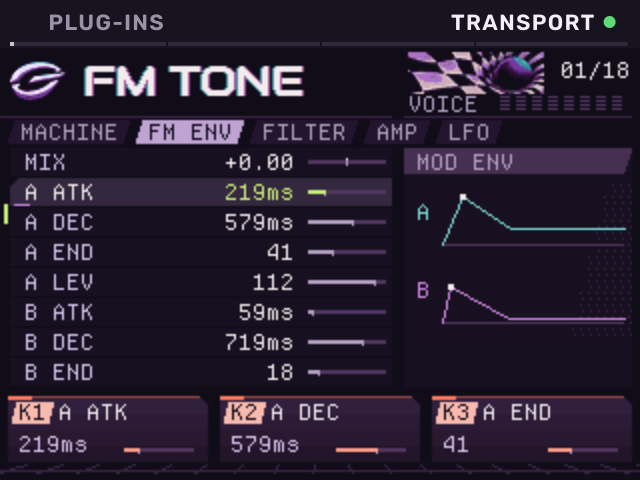 PLUG-INS TRANSPORT
FM TONE 01/18
VOICE
MACHINE FM ENV FILTER AMP LFO
MIX +0.00 MOD ENV
A ATK 219ms
A DEC 579ms A
A END 41
A LEV 112
B ATK 59ms B
B DEC 719ms
B END 18
K1 A ATK K2 A DEC K3 A END
219ms 579ms 41